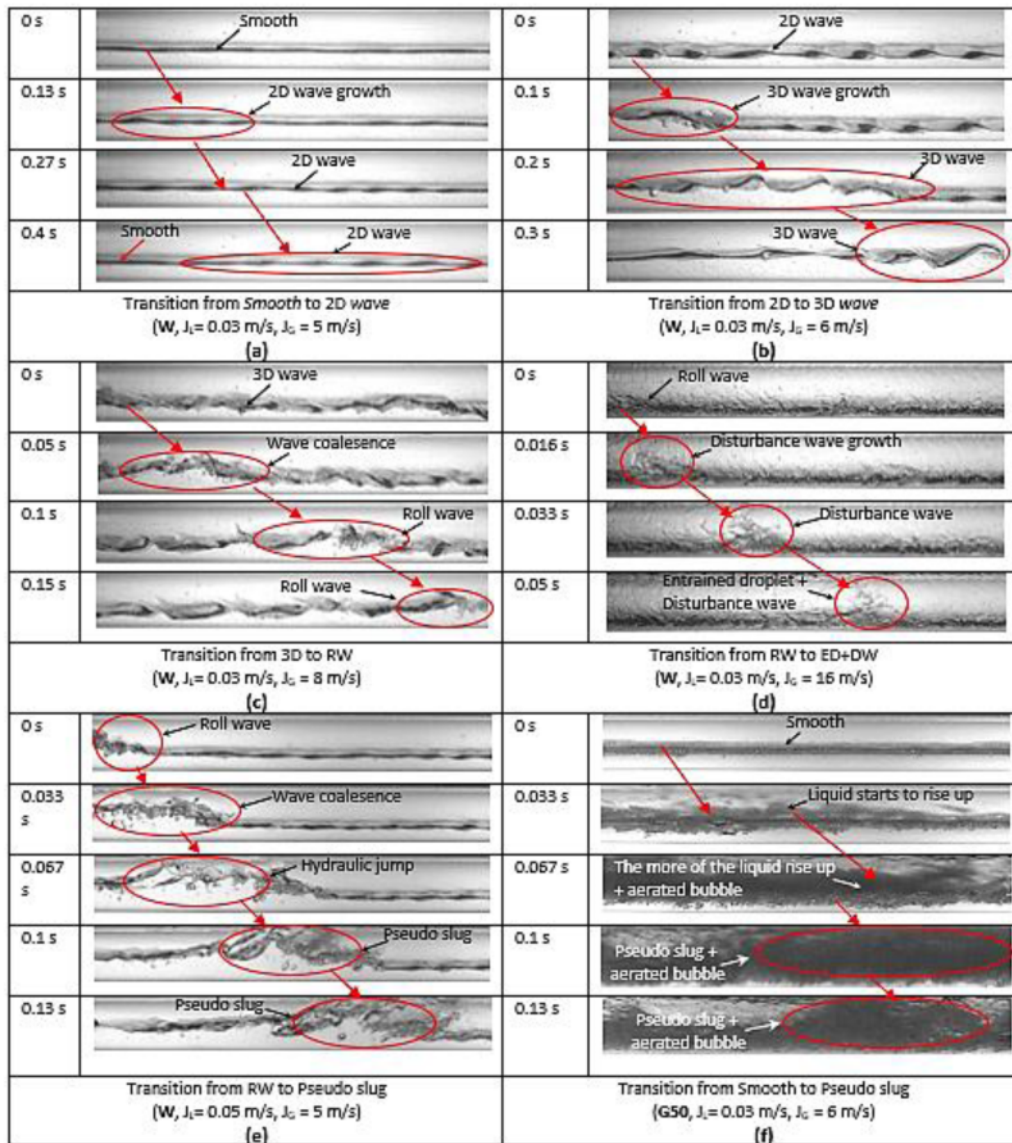 0 s
Smooth
0.13 s
2D wave growth
0.27 s
2D wave
0.4 s
Smooth
2D wave
Transition from Smooth to 2D wave
(W, JL= 0.03 m/s, JG = 5 m/s)
(a)
0 s
2D wave
0.1 s
3D wave growth
0.2 s
3D wave
0.3 s
3D wave
Transition from 2D to 3D wave
(W, JL= 0.03 m/s, JG = 6 m/s)
(b)
0 s
3D wave
0.05 s
Wave coalesence
0.1 s
Roll wave
0.15 s
Roll wave
Transition from 3D to RW
(W, JL= 0.03 m/s, JG = 8 m/s)
(c)
0 s
Roll wave
0.016 s
Disturbance wave growth
0.033 s
Disturbance wave
0.05 s
Entrained droplet +
Disturbance wave
Transition from RW to ED+DW
(W, JL= 0.03 m/s, JG = 16 m/s)
(d)
0 s
Roll wave
0.033
s
Wave coalesence
0.067
s
Hydraulic jump
0.1 s
Pseudo slug
0.13 s
Pseudo slug
Transition from RW to Pseudo slug
(W, JL= 0.05 m/s, JG = 5 m/s)
(e)
0 s
Smooth
0.033 s
Liquid starts to rise up
0.067 s
The more of the liquid rise up
+ aerated bubble
0.1 s
Pseudo slug +
aerated bubble
0.13 s
Pseudo slug +
aerated bubble
Transition from Smooth to Pseudo slug
(G50, JL= 0.03 m/s, JG = 6 m/s)
(f)